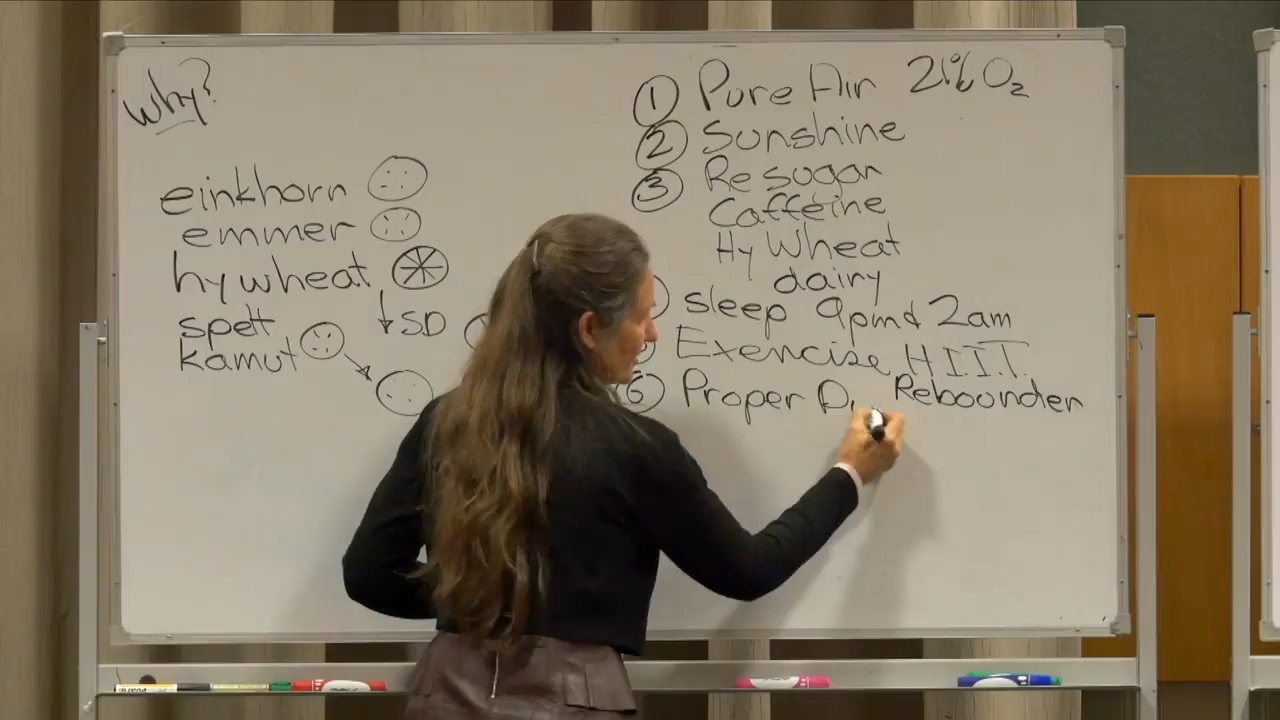 Why?
einkhorn
emmer
hy wheat
↓ SD
spelt
kamut
① Pure Air 21% O₂
② Sunshine
③ Re sugar
Caffeine
Hy Wheat
dairy
sleep 9pm & 2am
Exercise H.I.I.T.
Rebounder
⑥ Proper D